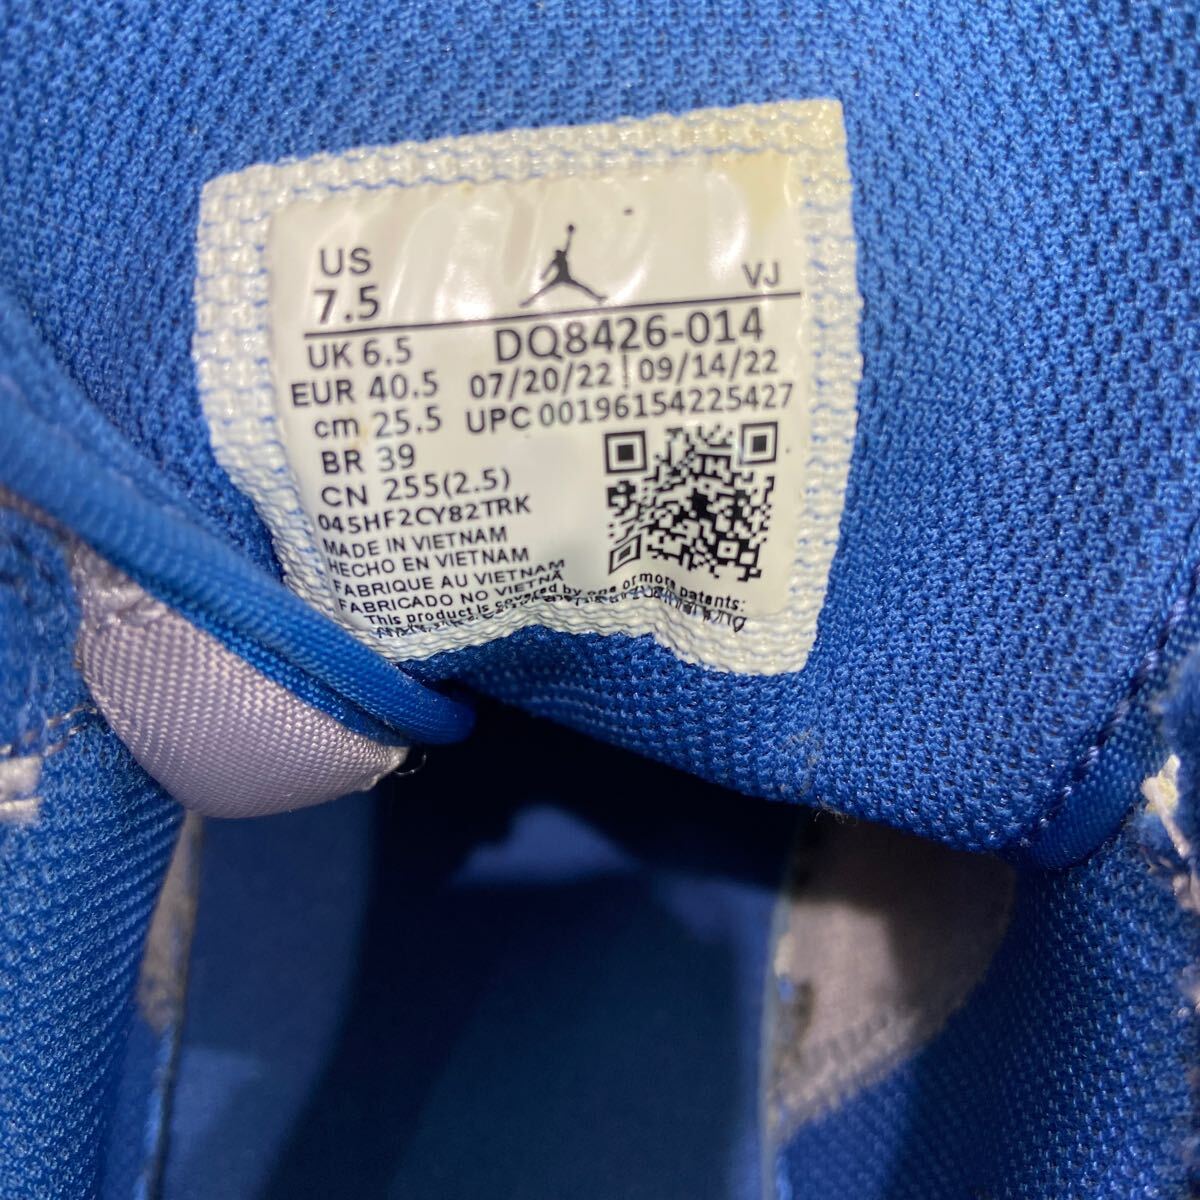 US
7.5
VJ
UK 6.5
EUR 40.5
cm 25.5
BR 39
CN 255(2.5)
DQ8426-014
07/20/22 | 09/14/22
UPC 00196154225427
045HF2CY82TRK
MADE IN VIETNAM
HECHO EN VIETNAM
FABRIQUE AU VIETNAM
FABRICADO NO VIETNÃ
This product is covered by one or more patents: